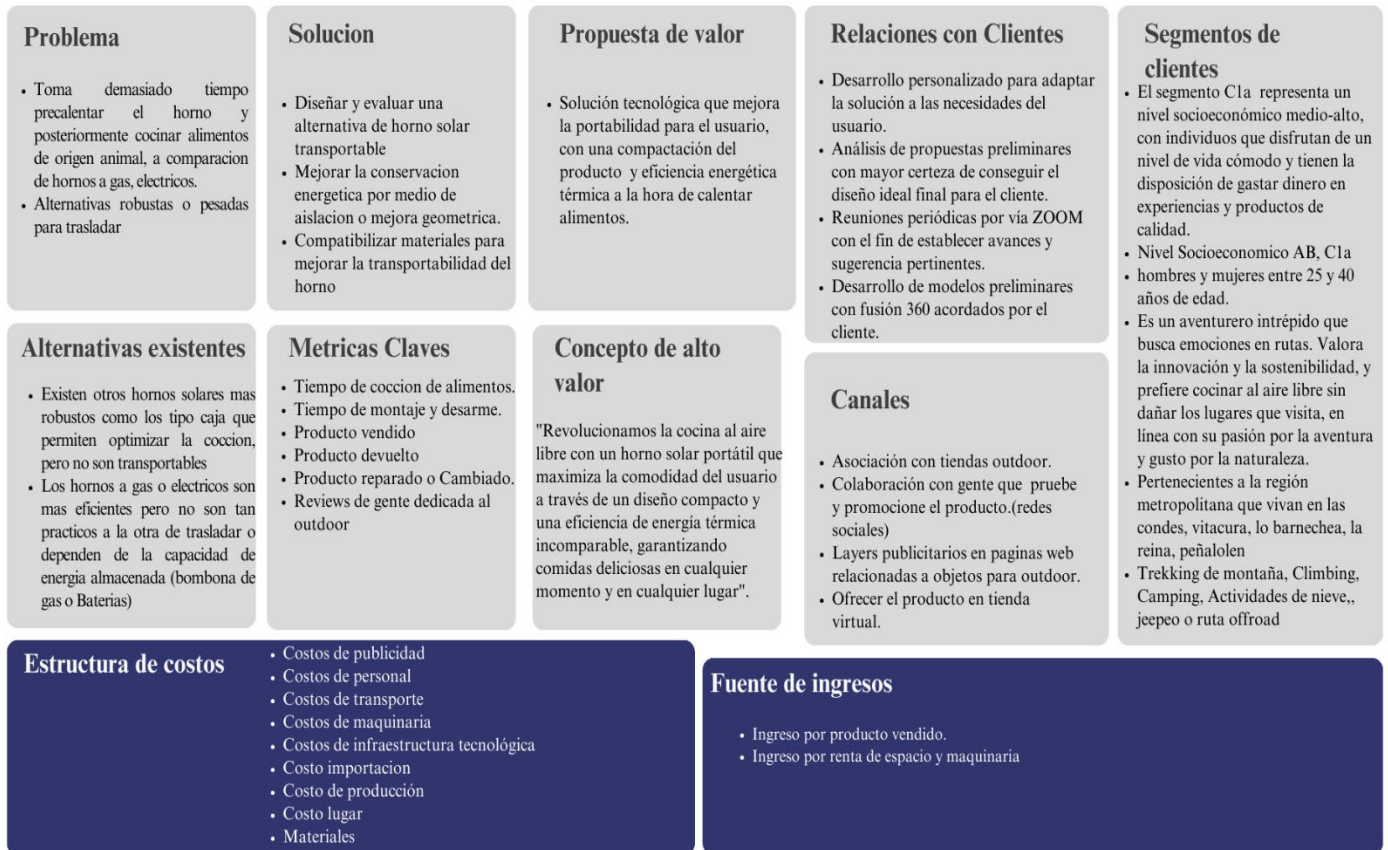 Problema
• Toma demasiado tiempo
precalentar el horno y
posteriormente cocinar alimentos
de origen animal, a comparacion
de hornos a gas, electricos.
• Alternativas robustas o pesadas
para trasladar
Solucion
• Diseñar y evaluar una
alternativa de horno solar
transportable
• Mejorar la conservacion
energetica por medio de
aislacion o mejora geometrica.
• Compatibilizar materiales para
mejorar la transportabilidad del
horno
Propuesta de valor
• Solución tecnológica que mejora
la portabilidad para el usuario,
con una compactación del
producto y eficiencia energética
térmica a la hora de calentar
alimentos.
Relaciones con Clientes
• Desarrollo personalizado para adaptar
la solución a las necesidades del
usuario.
• Análisis de propuestas preliminares
con mayor certeza de conseguir el
diseño ideal final para el cliente.
• Reuniones periódicas por vía ZOOM
con el fin de establecer avances y
sugerencia pertinentes.
• Desarrollo de modelos preliminares
con fusión 360 acordados por el
cliente.
Segmentos de
clientes
• El segmento C1a representa un
nivel socioeconómico medio-alto,
con individuos que disfrutan de un
nivel de vida cómodo y tienen la
disposición de gastar dinero en
experiencias y productos de
calidad.
• Nivel Socioeconomico AB, C1a
• hombres y mujeres entre 25 y 40
años de edad.
• Es un aventurero intrépido que
busca emociones en rutas. Valora
la innovación y la sostenibilidad, y
prefiere cocinar al aire libre sin
dañar los lugares que visita, en
línea con su pasión por la aventura
y gusto por la naturaleza.
• Pertenecientes a la región
metropolitana que vivan en las
condes, vitacura, lo barnechea, la
reina, peñalolen
• Trekking de montaña, Climbing,
Camping, Actividades de nieve,,
jeepeo o ruta offroad
Alternativas existentes
• Existen otros hornos solares mas
robustos como los tipo caja que
permiten optimizar la coccion,
pero no son transportables
• Los hornos a gas o electricos son
mas eficientes pero no son tan
practicos a la otra de trasladar o
dependen de la capacidad de
energia almacenada (bombona de
gas o Baterias)
Metricas Claves
• Tiempo de coccion de alimentos.
• Tiempo de montaje y desarme.
• Producto vendido
• Producto devuelto
• Producto reparado o Cambiado.
• Reviews de gente dedicada al
outdoor
Concepto de alto
valor
"Revolucionamos la cocina al aire
libre con un horno solar portátil que
maximiza la comodidad del usuario
a través de un diseño compacto y
una eficiencia de energía térmica
incomparable, garantizando
comidas deliciosas en cualquier
momento y en cualquier lugar".
Canales
• Asociación con tiendas outdoor.
• Colaboración con gente que pruebe
y promocione el producto.(redes
sociales)
• Layers publicitarios en paginas web
relacionadas a objetos para outdoor.
• Ofrecer el producto en tienda
virtual.
Estructura de costos
• Costos de publicidad
• Costos de personal
• Costos de transporte
• Costos de maquinaria
• Costos de infraestructura tecnológica
• Costo importacion
• Costo de producción
• Costo lugar
• Materiales
Fuente de ingresos
• Ingreso por producto vendido.
• Ingreso por renta de espacio y maquinaria